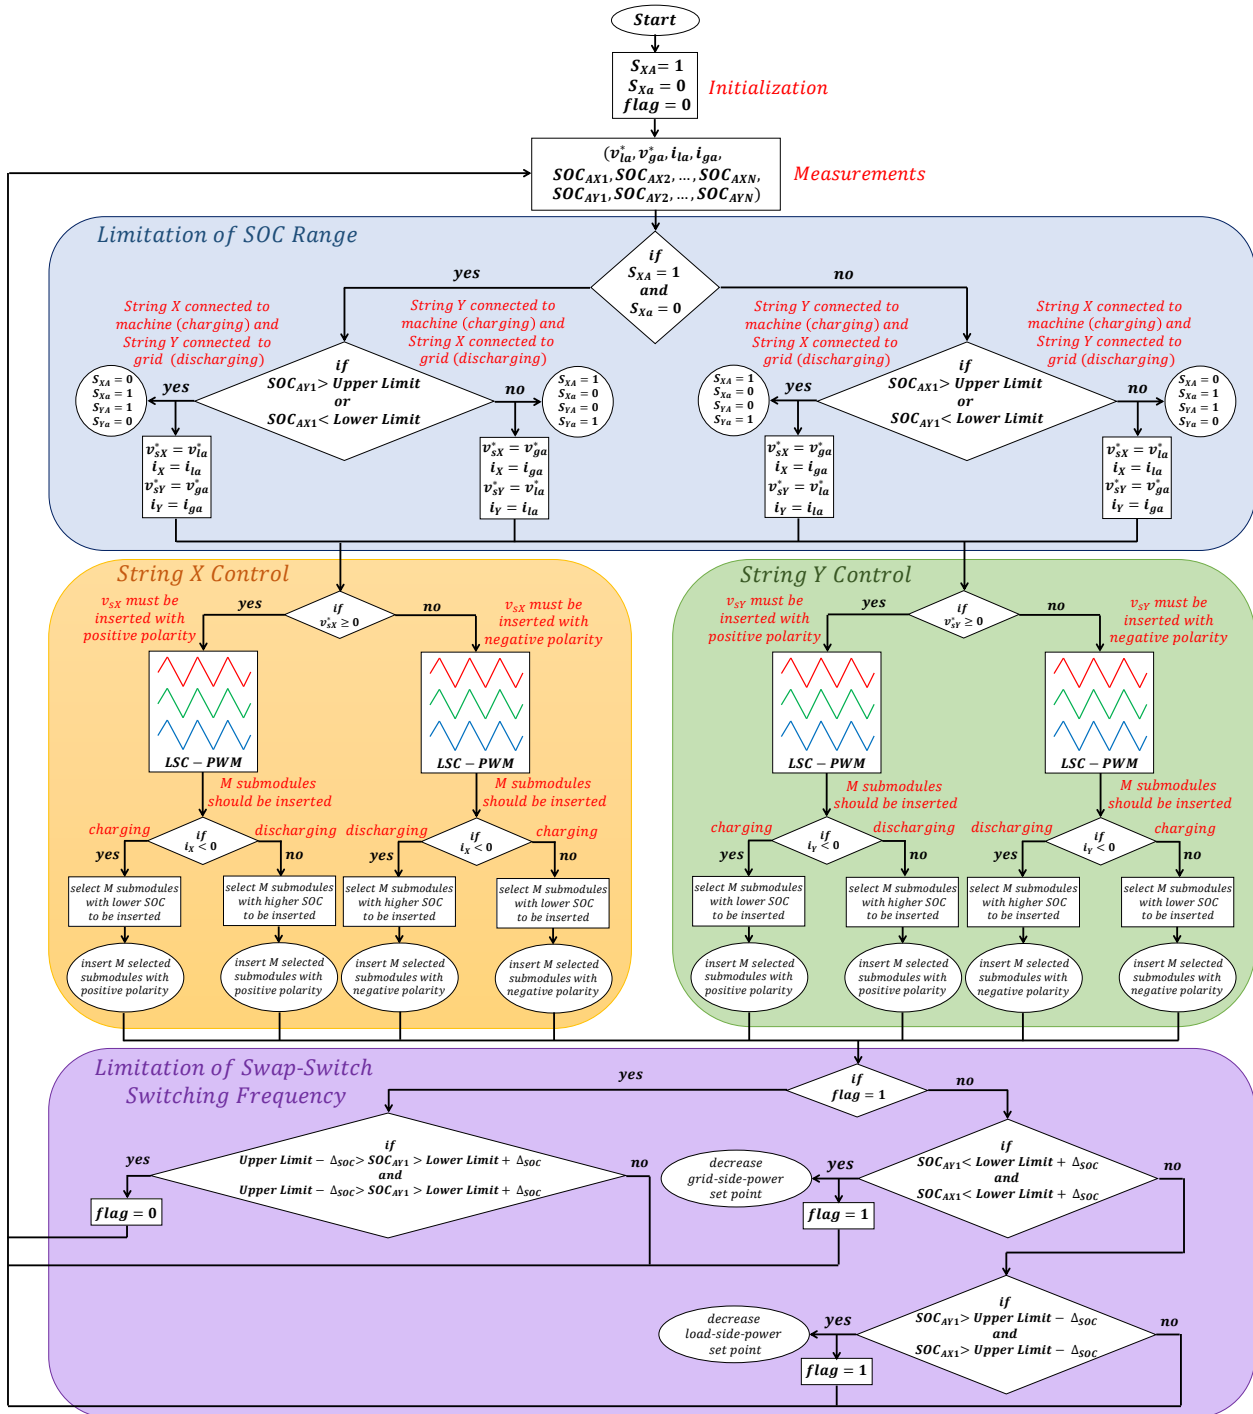 Start
S_XA = 1
S_Xa = 0
flag = 0
Initialization
(v*_la, v*_ga, i_la, i_ga,
SOC_AX1, SOC_AX2, ..., SOC_AXN,
SOC_AY1, SOC_AY2, ..., SOC_AYN)
Measurements
Limitation of SOC Range
if
S_XA = 1
and
S_Xa = 0
yes
no
String X connected to
machine (charging) and
String Y connected to
grid (discharging)
String Y connected to
machine (charging) and
String X connected to
grid (discharging)
String Y connected to
machine (charging) and
String X connected to
grid (discharging)
String X connected to
machine (charging) and
String Y connected to
grid (discharging)
if
SOC_AY1 > Upper Limit
or
SOC_AX1 < Lower Limit
yes
no
S_XA = 0
S_Xa = 1
S_YA = 1
S_Ya = 0
S_XA = 1
S_Xa = 0
S_YA = 0
S_Ya = 1
if
SOC_AX1 > Upper Limit
or
SOC_AY1 < Lower Limit
yes
no
S_XA = 1
S_Xa = 0
S_YA = 0
S_Ya = 1
S_XA = 0
S_Xa = 1
S_YA = 1
S_Ya = 0
v*_sX = v*_la
i_X = i_la
v*_sY = v*_ga
i_Y = i_ga
v*_sX = v*_ga
i_X = i_ga
v*_sY = v*_la
i_Y = i_la
v*_sX = v*_ga
i_X = i_ga
v*_sY = v*_la
i_Y = i_la
v*_sX = v*_la
i_X = i_la
v*_sY = v*_ga
i_Y = i_ga
String X Control
if
v*_sX ≥ 0
yes
no
v_sX must be
inserted with
positive polarity
v_sX must be
inserted with
negative polarity
LSC − PWM
LSC − PWM
M submodules
should be inserted
M submodules
should be inserted
charging
if
i_X < 0
discharging
yes
no
discharging
if
i_X < 0
charging
yes
no
select M submodules
with lower SOC
to be inserted
select M submodules
with higher SOC
to be inserted
select M submodules
with higher SOC
to be inserted
select M submodules
with lower SOC
to be inserted
insert M selected
submodules with
positive polarity
insert M selected
submodules with
positive polarity
insert M selected
submodules with
negative polarity
insert M selected
submodules with
negative polarity
String Y Control
if
v*_sY ≥ 0
yes
no
v_sY must be
inserted with
positive polarity
v_sY must be
inserted with
negative polarity
LSC − PWM
LSC − PWM
M submodules
should be inserted
M submodules
should be inserted
charging
if
i_Y < 0
discharging
yes
no
discharging
if
i_Y < 0
charging
yes
no
select M submodules
with lower SOC
to be inserted
select M submodules
with higher SOC
to be inserted
select M submodules
with higher SOC
to be inserted
select M submodules
with lower SOC
to be inserted
insert M selected
submodules with
positive polarity
insert M selected
submodules with
positive polarity
insert M selected
submodules with
negative polarity
insert M selected
submodules with
negative polarity
Limitation of Swap-Switch
Switching Frequency
if
flag = 1
yes
no
if
Upper Limit − Δ_SOC > SOC_AY1 > Lower Limit + Δ_SOC
and
Upper Limit − Δ_SOC > SOC_AY1 > Lower Limit + Δ_SOC
yes
no
flag = 0
if
SOC_AY1 < Lower Limit + Δ_SOC
and
SOC_AX1 < Lower Limit + Δ_SOC
yes
no
decrease
grid-side-power
set point
flag = 1
if
SOC_AY1 > Upper Limit − Δ_SOC
and
SOC_AX1 > Upper Limit − Δ_SOC
yes
no
decrease
load-side-power
set point
flag = 1